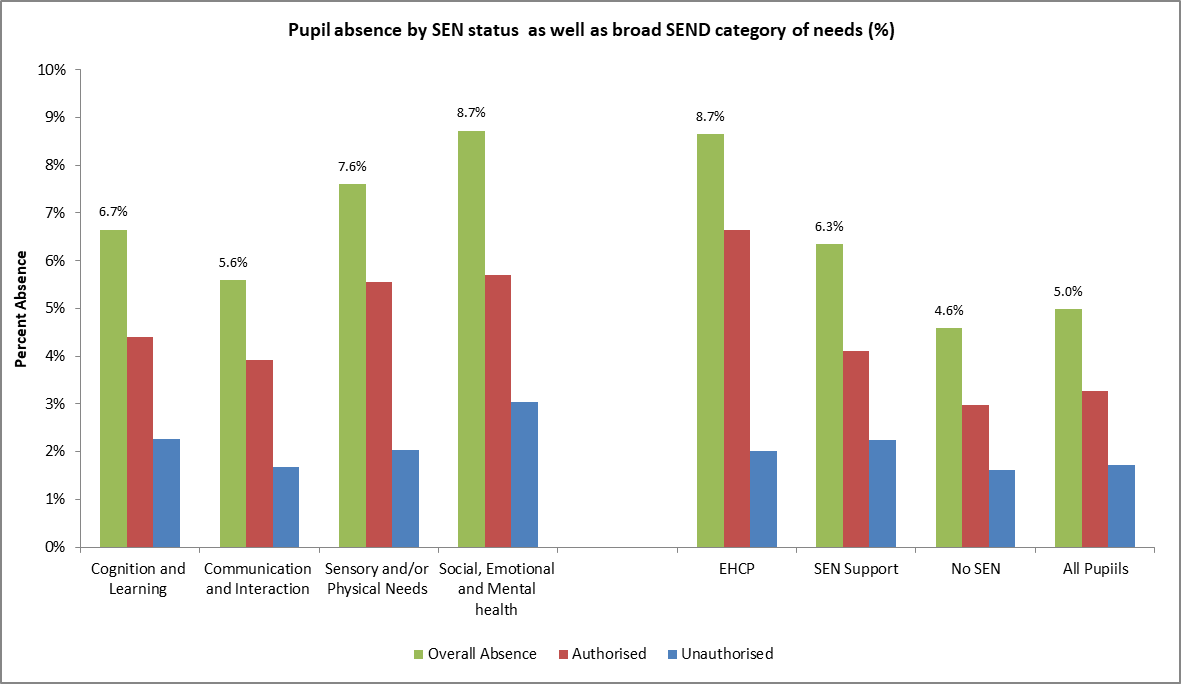 Pupil absence by SEN status  as well as broad SEND category of needs (%)
10%
9%
8%
7%
6%
5%
4%
3%
2%
1%
0%
Percent Absence
6.7%
5.6%
7.6%
8.7%
8.7%
6.3%
4.6%
5.0%
Cognition and
Learning
Communication
and Interaction
Sensory and/or
Physical Needs
Social, Emotional
and Mental
health
EHCP
SEN Support
No SEN
All Pupiils
Overall Absence
Authorised
Unauthorised